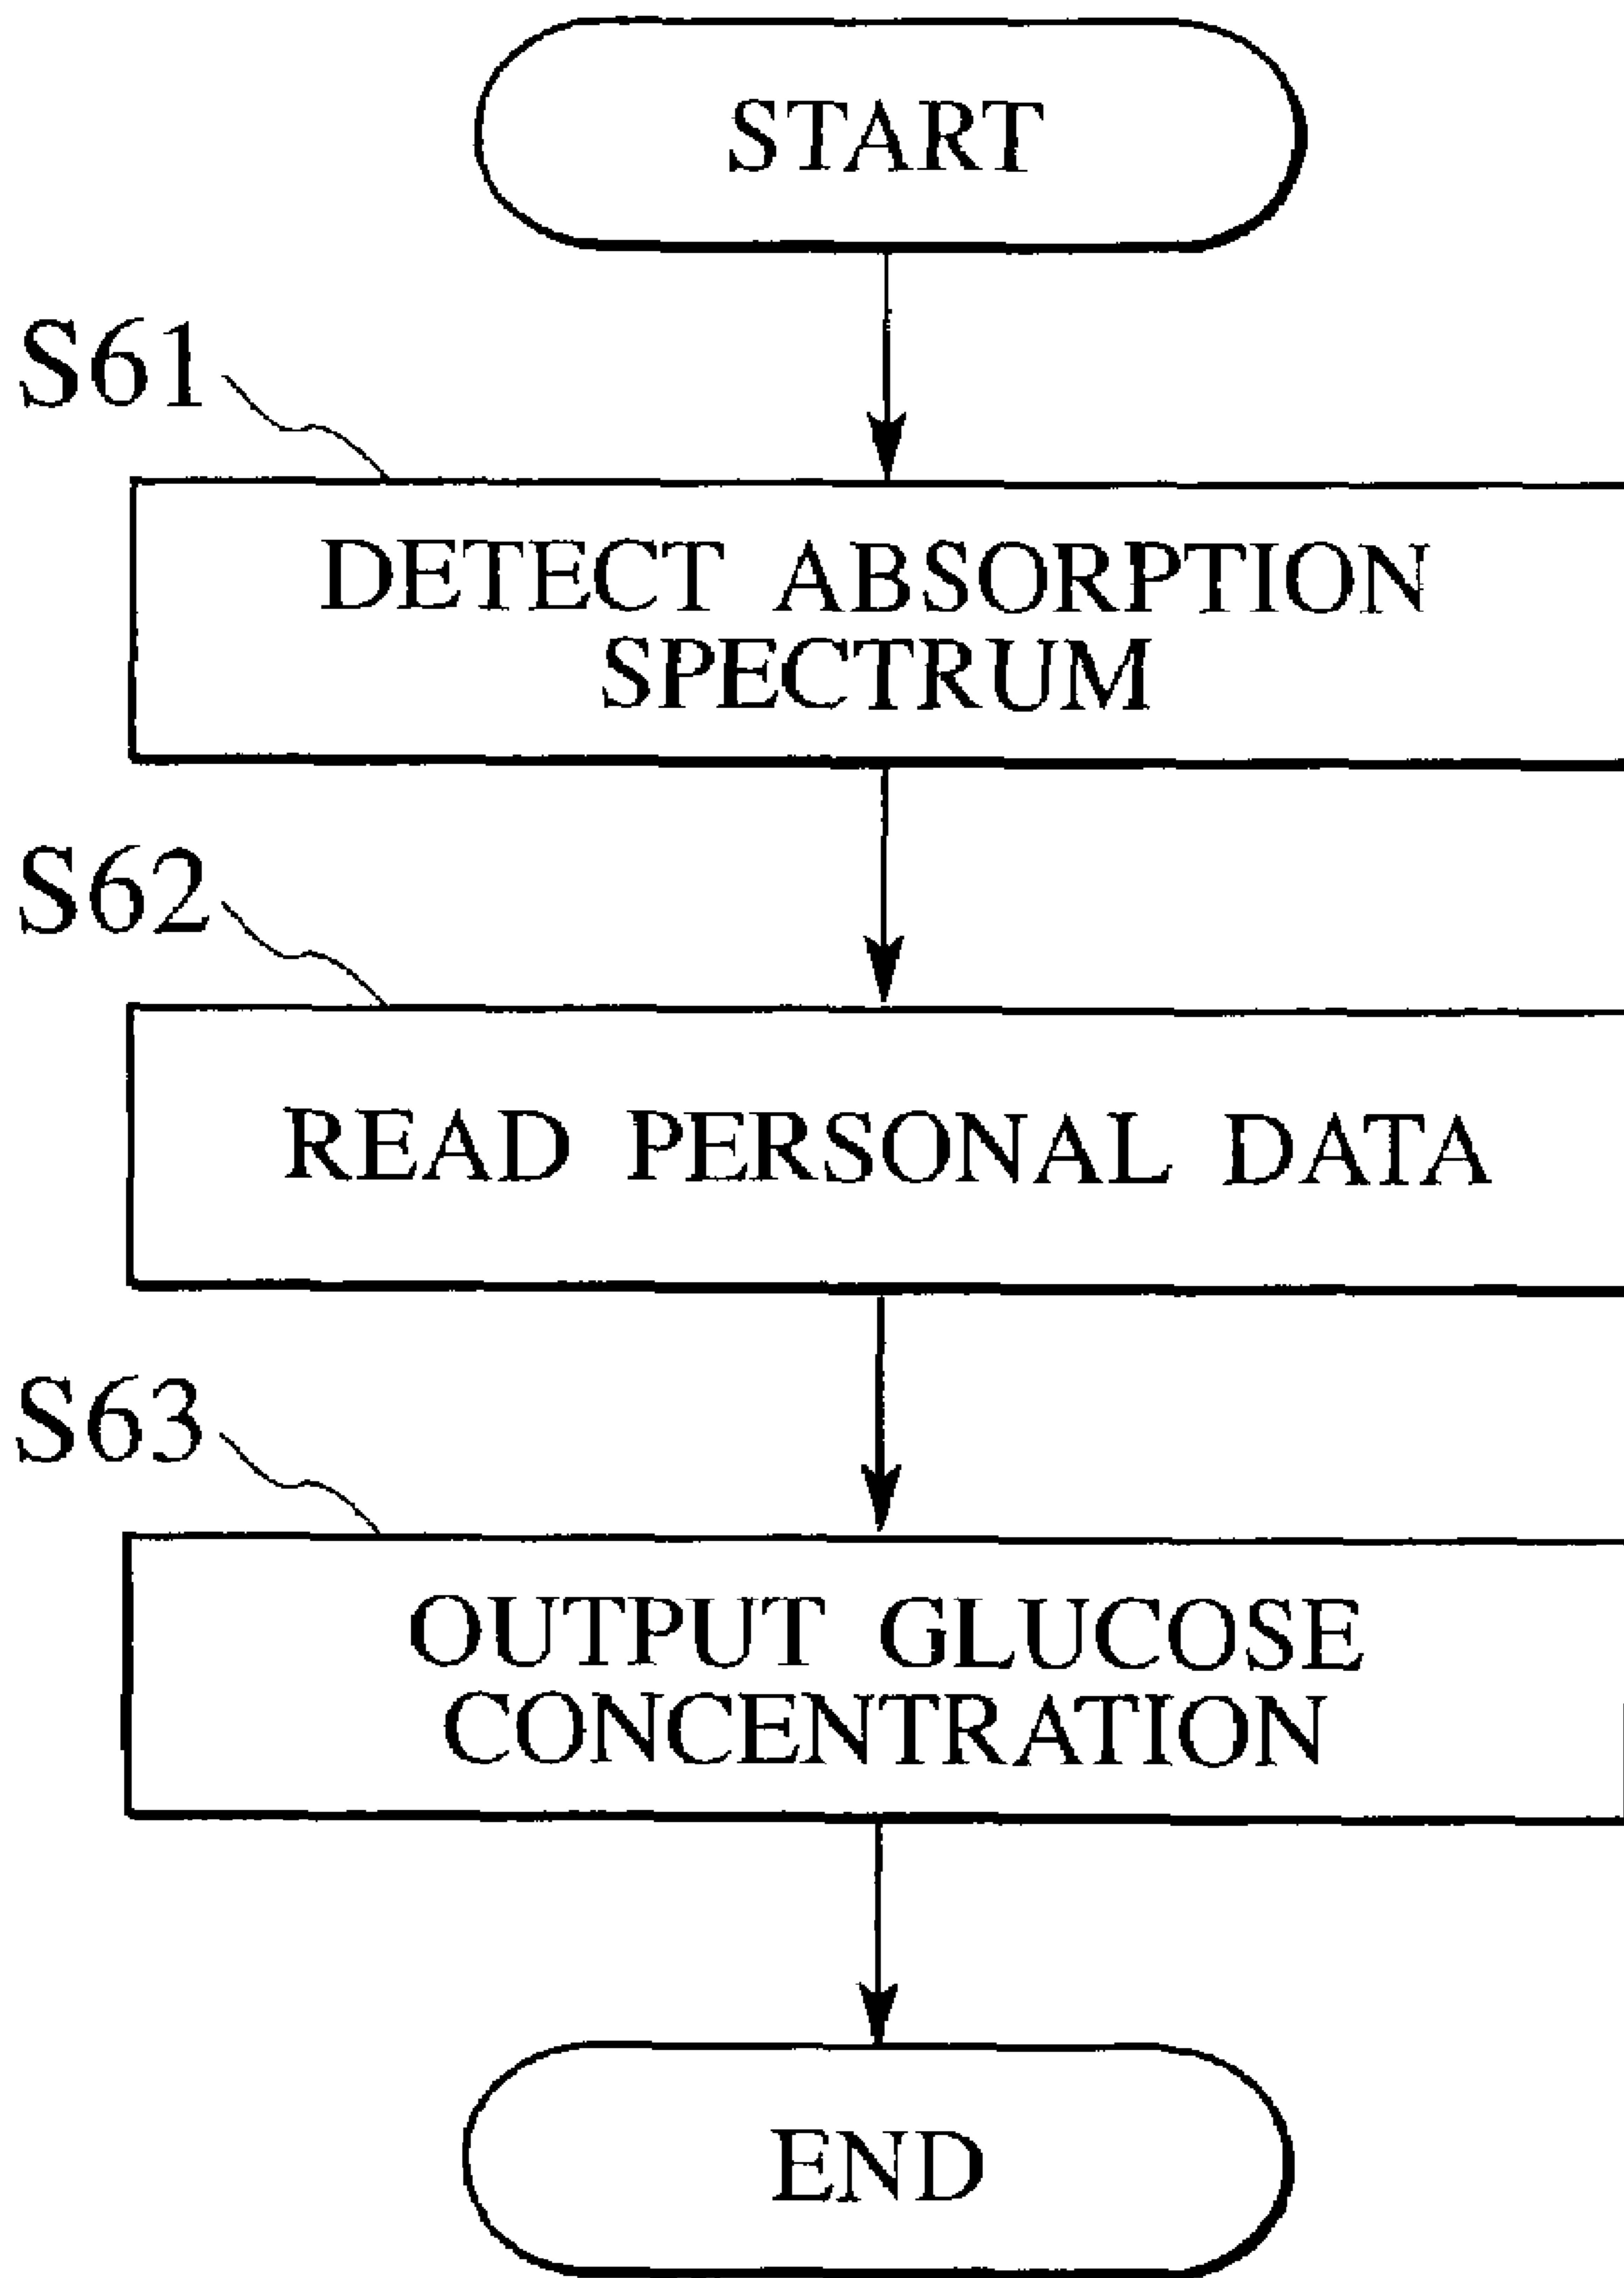 START
S61
DETECT ABSORPTION
SPECTRUM
S62
READ PERSONAL DATA
S63
OUTPUT GLUCOSE
CONCENTRATION
END